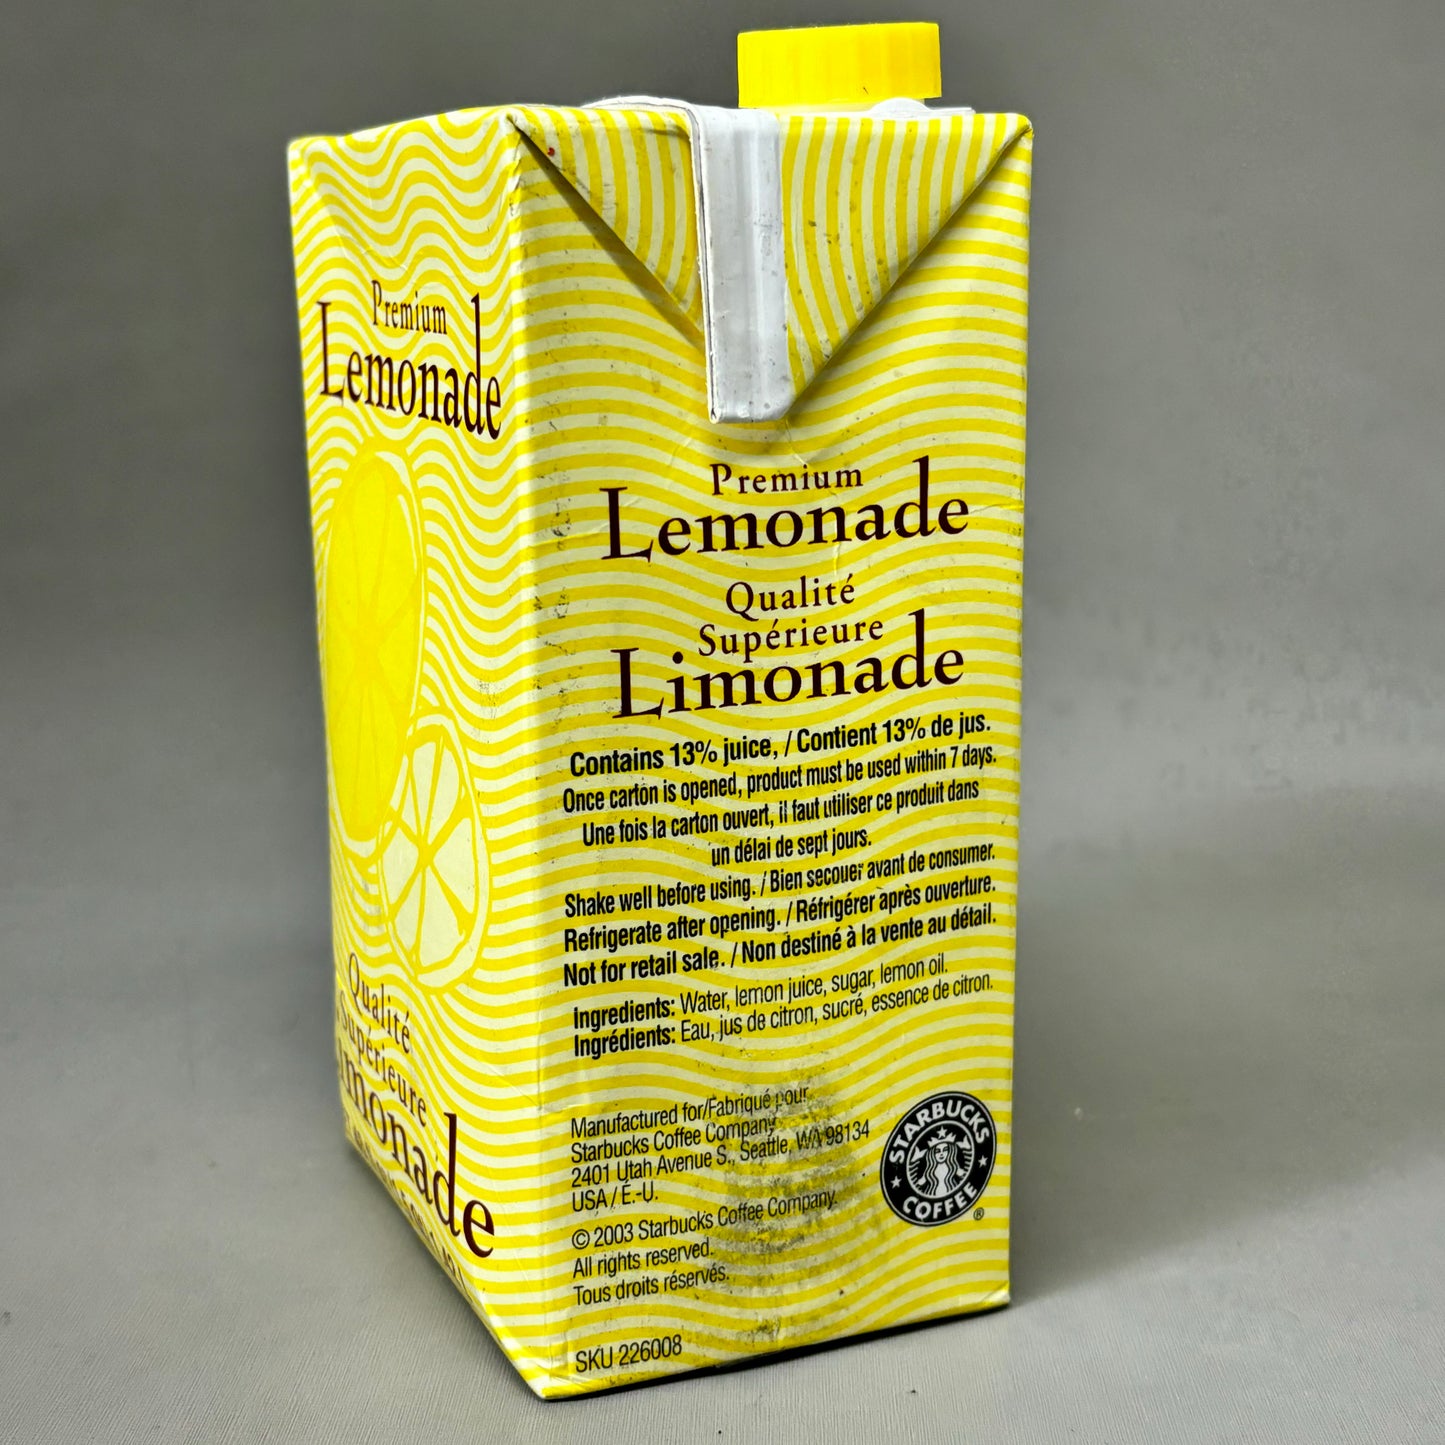 Premium
Lemonade
Qualité
Supérieure
Premium
Lemonade
Qualité
Supérieure
Limonade
Contains 13% juice, / Contient 13% de jus.
Once carton is opened, product must be used within 7 days.
Une fois la carton ouvert, il faut utiliser ce produit dans
un délai de sept jours.
Shake well before using. / Bien secouer avant de consumer.
Refrigerate after opening. / Réfrigérer après ouverture.
Not for retail sale. / Non destiné à la vente au détail.
Ingredients: Water, lemon juice, sugar, lemon oil.
Ingrédients: Eau, jus de citron, sucré, essence de citron.
Manufactured for/Fabriqué pour
Starbucks Coffee Company
2401 Utah Avenue S., Seattle, WA 98134
USA / É.-U.
© 2003 Starbucks Coffee Company.
All rights reserved.
Tous droits réservés.
SKU 226008
STARBUCKS
COFFEE
®